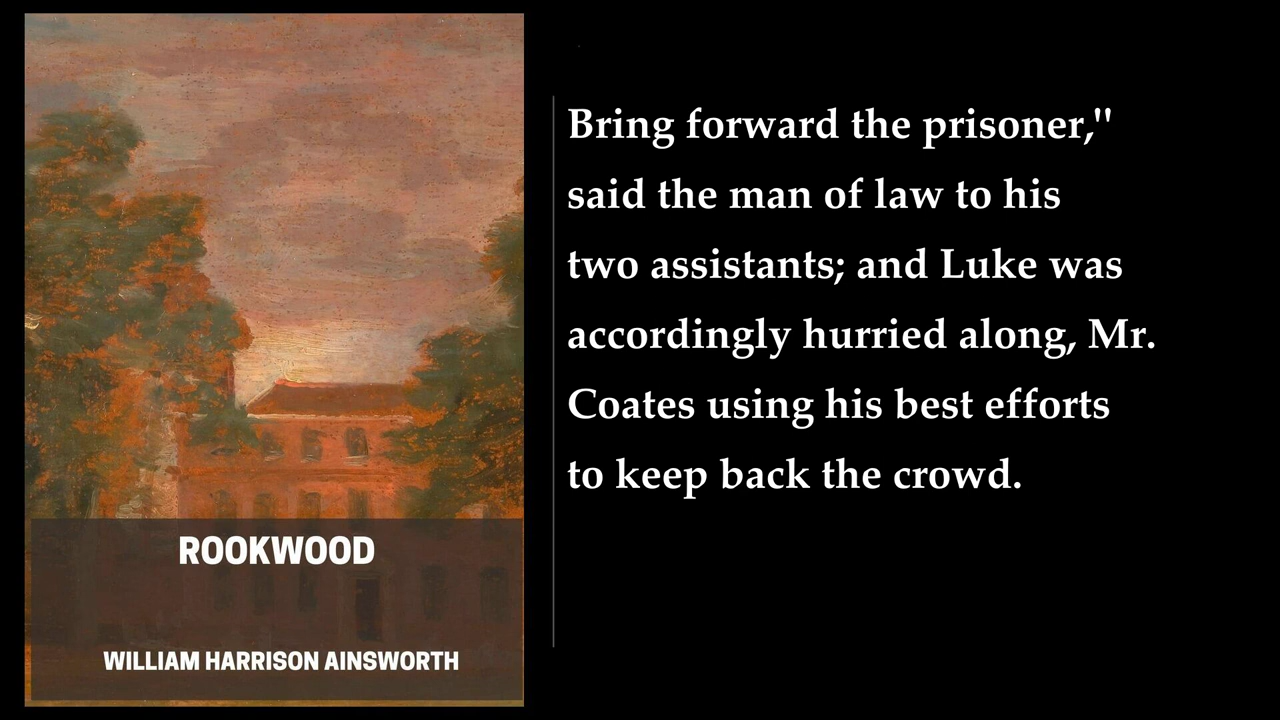 ROOKWOOD
WILLIAM HARRISON AINSWORTH
Bring forward the prisoner,"
said the man of law to his
two assistants; and Luke was
accordingly hurried along, Mr.
Coates using his best efforts
to keep back the crowd.